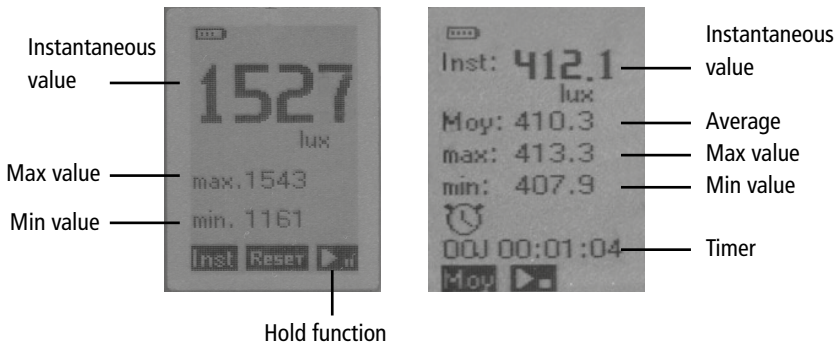 Instantaneous
value
1527
lux
Max value
max. 1543
Min value
min. 1161
Inst Reset
Hold function
Inst: 412.1
lux
Instantaneous
value
Moy: 410.3
Average
max: 413.3
Max value
min: 407.9
Min value
00J 00:01:04
Timer
Moy